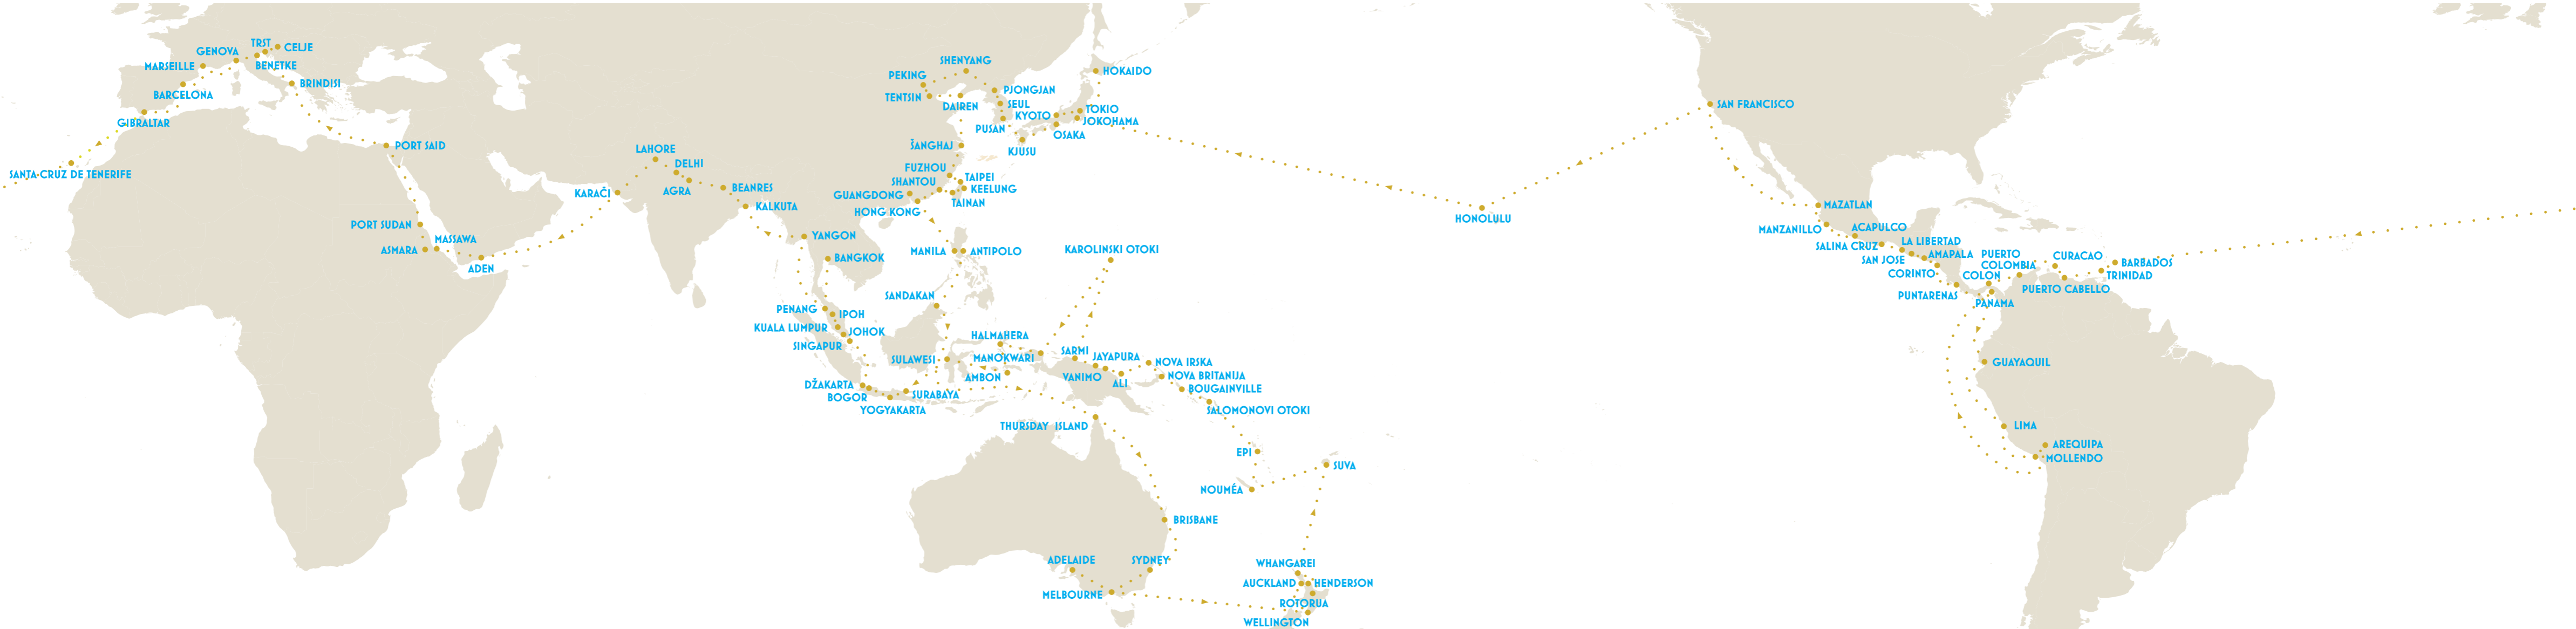 TRST
CELJE
GENOVA
BENETKE
MARSEILLE
BRINDISI
BARCELONA
GIBRALTAR
SANTA CRUZ DE TENERIFE
PORT SAID
PORT SUDAN
MASSAWA
ASMARA
ADEN
KARAČI
LAHORE
DELHI
AGRA
BEANRES
KALKUTA
YANGON
BANGKOK
PENANG
IPOH
KUALA LUMPUR
JOHOK
SINGAPUR
DŽAKARTA
BOGOR
YOGYAKARTA
SURABAYA
SHENYANG
PEKING
TENTSIN
DAIREN
PJONGJAN
SEUL
PUSAN
KYOTO
HOKAIDO
TOKIO
JOKOHAMA
OSAKA
KJUSU
ŠANGHAJ
FUZHOU
TAIPEI
SHANTOU
KEELUNG
GUANGDONG
TAINAN
HONG KONG
MANILA
ANTIPOLO
KAROLINSKI OTOKI
SANDAKAN
HALMAHERA
SULAWESI
MANOKWARI
AMBON
SARMI
JAYAPURA
VANIMO
ALI
NOVA IRSKA
NOVA BRITANIJA
BOUGAINVILLE
SALOMONOVI OTOKI
THURSDAY ISLAND
EPI
SUVA
NOUMÉA
BRISBANE
ADELAIDE
SYDNEY
MELBOURNE
WHANGAREI
AUCKLAND
HENDERSON
ROTORUA
WELLINGTON
HONOLULU
SAN FRANCISCO
MAZATLAN
MANZANILLO
ACAPULCO
SALINA CRUZ
LA LIBERTAD
SAN JOSE
AMAPALA
CORINTO
PUNTARENAS
PUERTO
COLOMBIA
COLON
PANAMA
CURACAO
PUERTO CABELLO
BARBADOS
TRINIDAD
GUAYAQUIL
LIMA
AREQUIPA
MOLLENDO